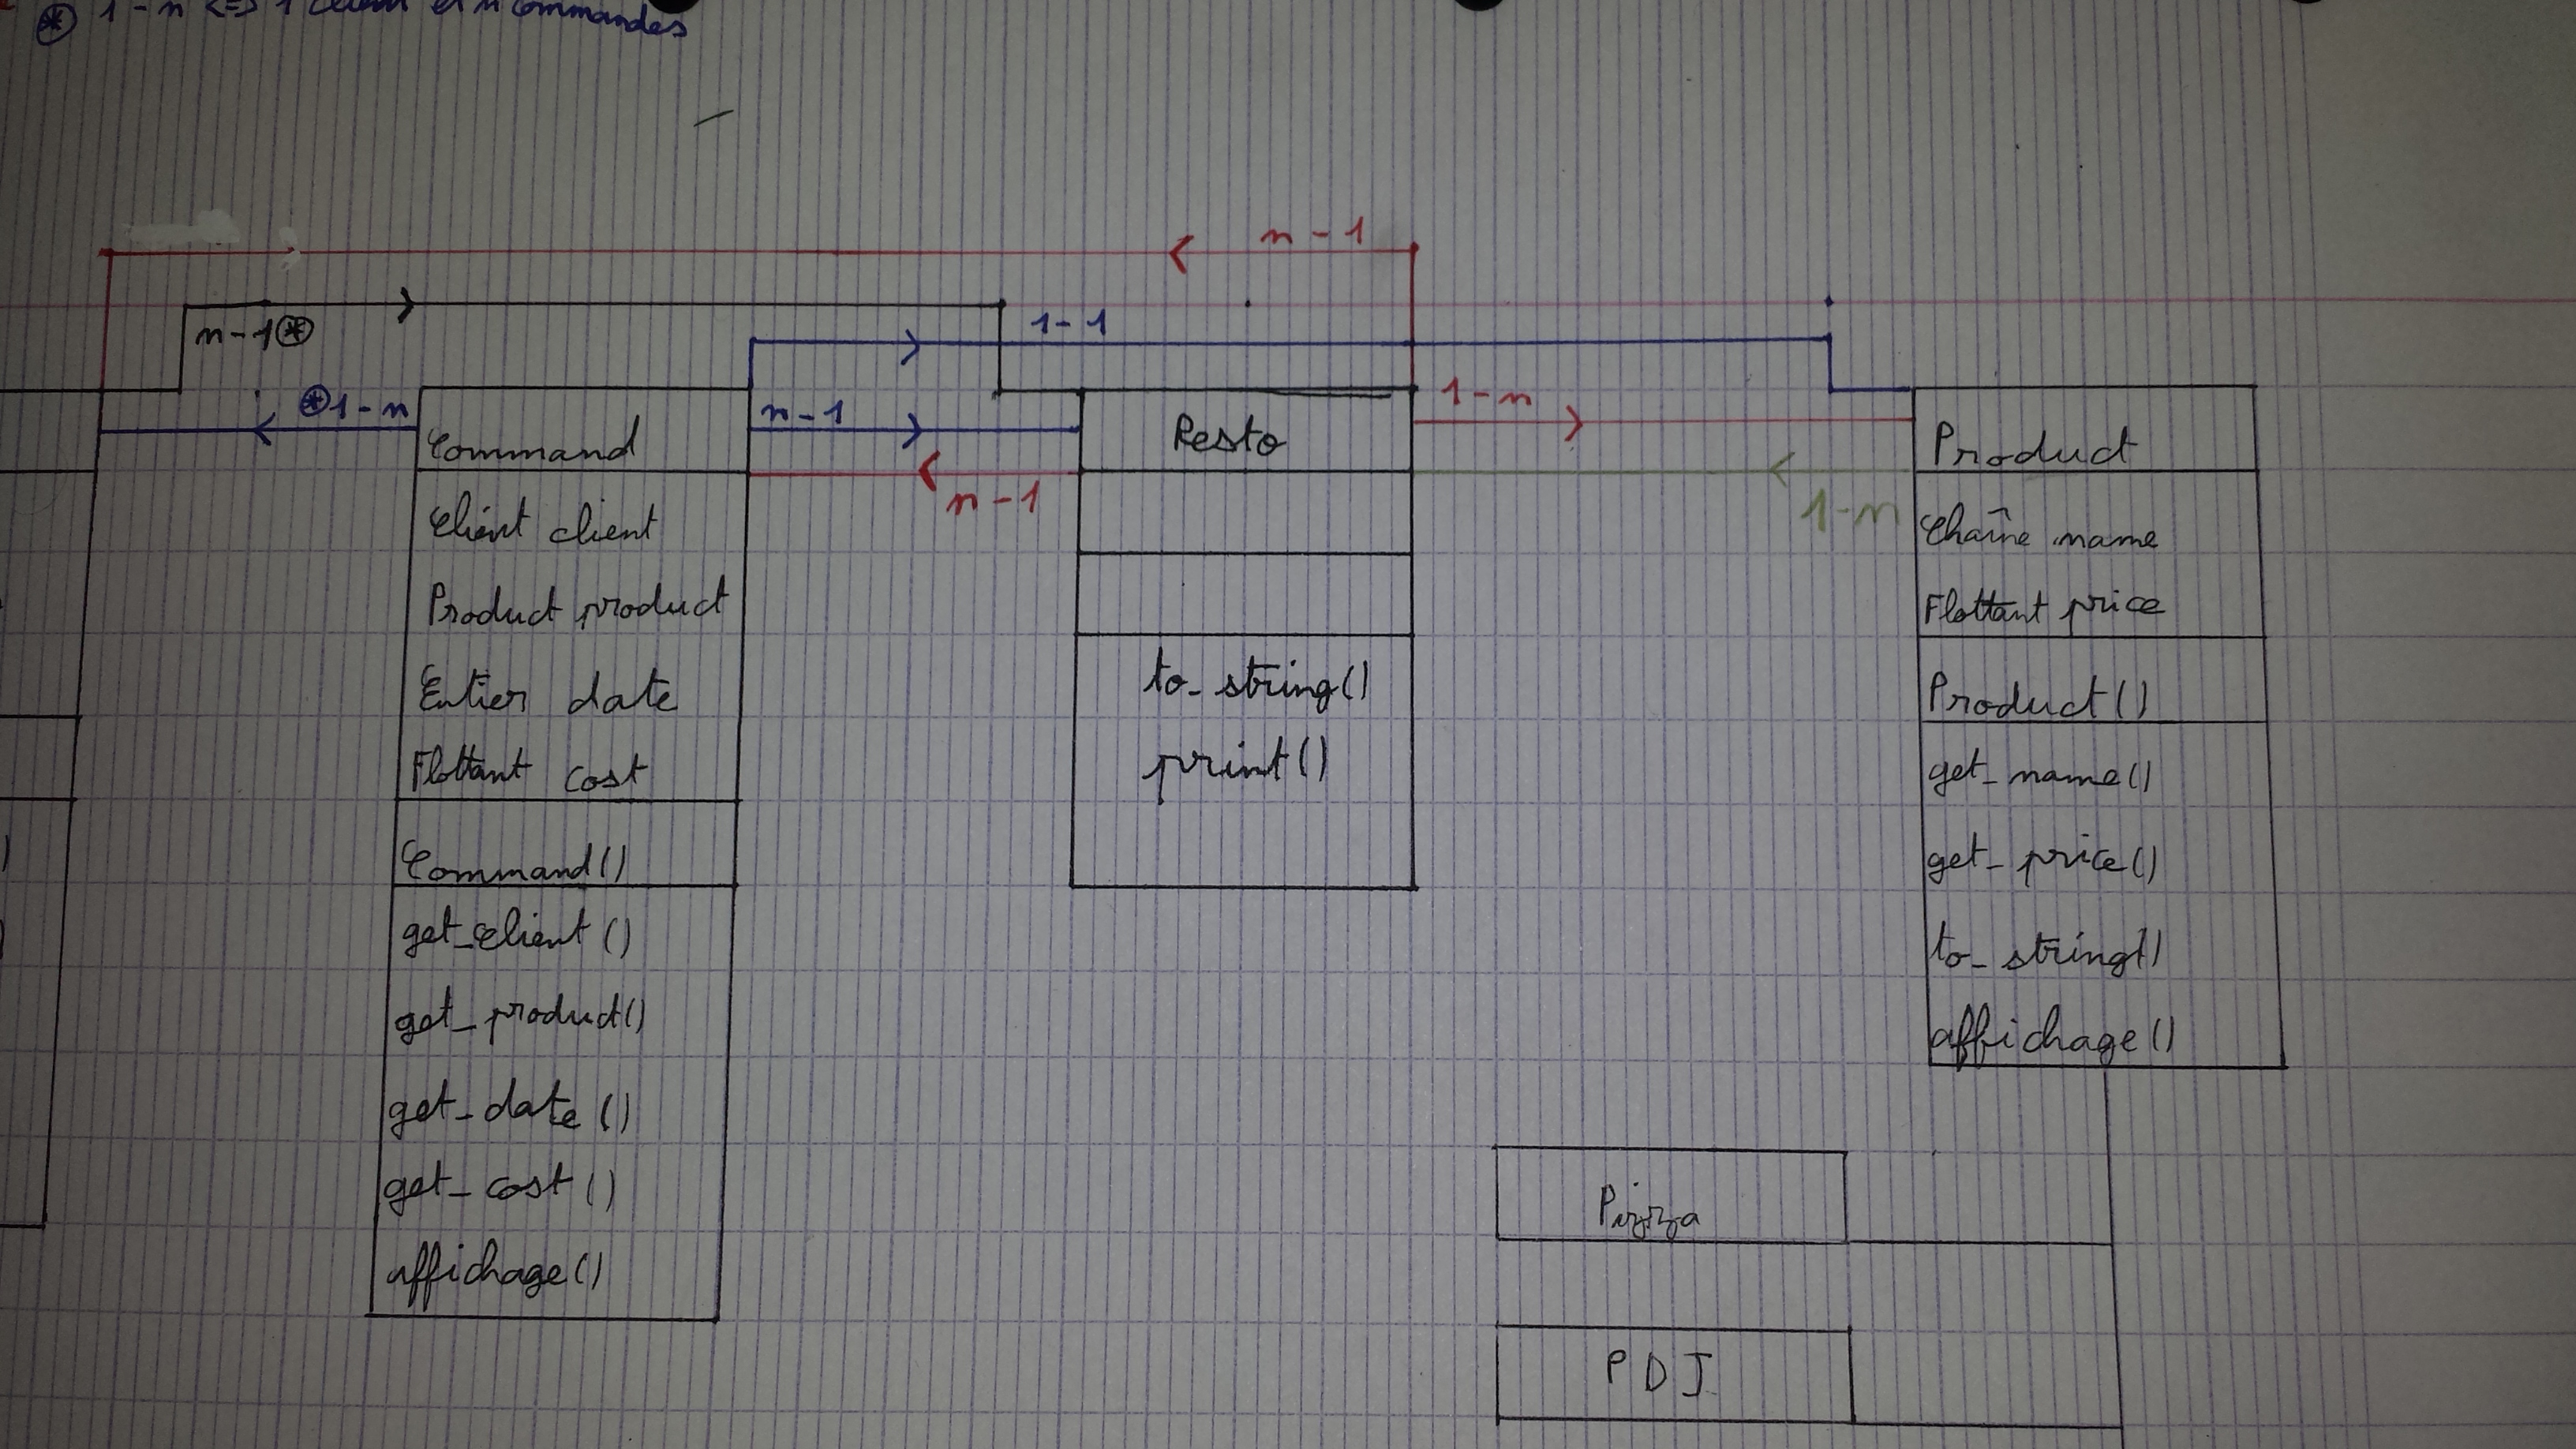 ⊛ 1-n <=> 1 client et n commandes
n-1
n-1⊛
1-1
⊛1-n
n-1
n-1
1-n
1-n
Command
Client client
Product product
Entier date
Flottant cost
Command()
get_client()
get_product()
get_date()
get_cost()
affichage()
Resto
to_string()
print()
Product
Chaîne name
Flottant price
Product()
get_name()
get_price()
to_string()
affichage()
Pizza
PDJ
)
)